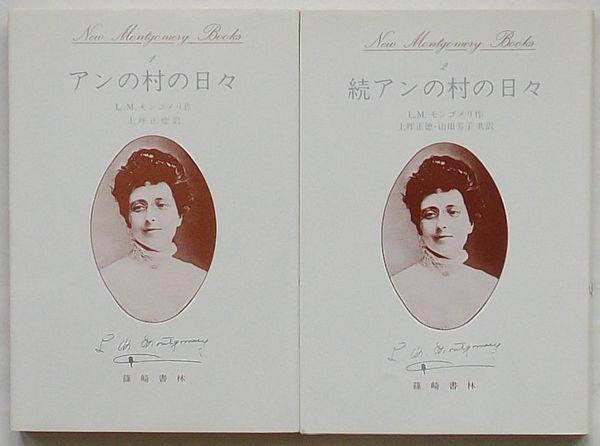 New Montgomery Books
1
アンの村の日々
L.M.モンゴメリ作
上坪正徳訳
L. M. Montgomery
篠崎書林
New Montgomery Books
2
続アンの村の日々
L.M.モンゴメリ作
上坪正徳・山田芳子共訳
L. M. Montgomery
篠崎書林